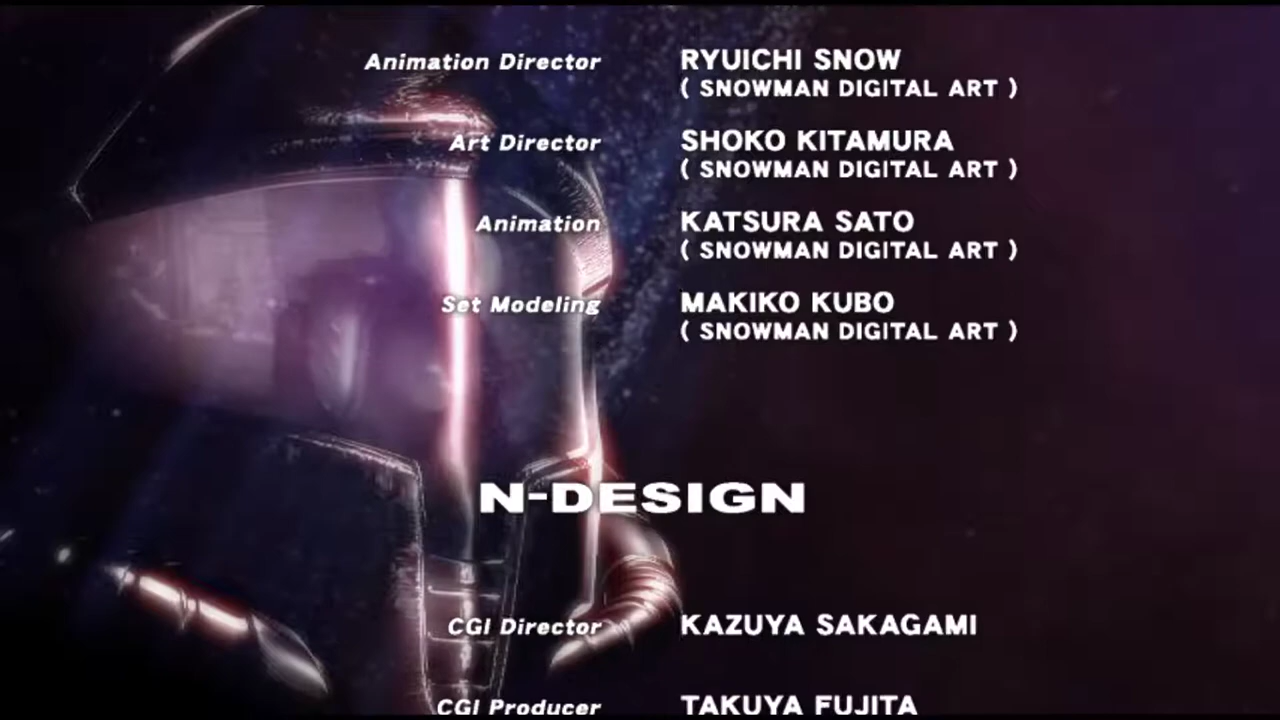 Animation Director RYUICHI SNOW
( SNOWMAN DIGITAL ART )
Art Director SHOKO KITAMURA
( SNOWMAN DIGITAL ART )
Animation KATSURA SATO
( SNOWMAN DIGITAL ART )
Set Modeling MAKIKO KUBO
( SNOWMAN DIGITAL ART )
N-DESIGN
CGI Director KAZUYA SAKAGAMI
CGI Producer TAKUYA FUJITA